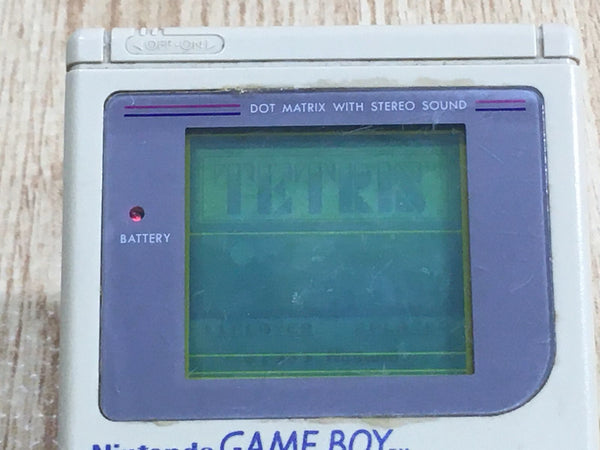 OFF•ON
DOT MATRIX WITH STEREO SOUND
TETRIS
BATTERY
Nintendo GAME BOY